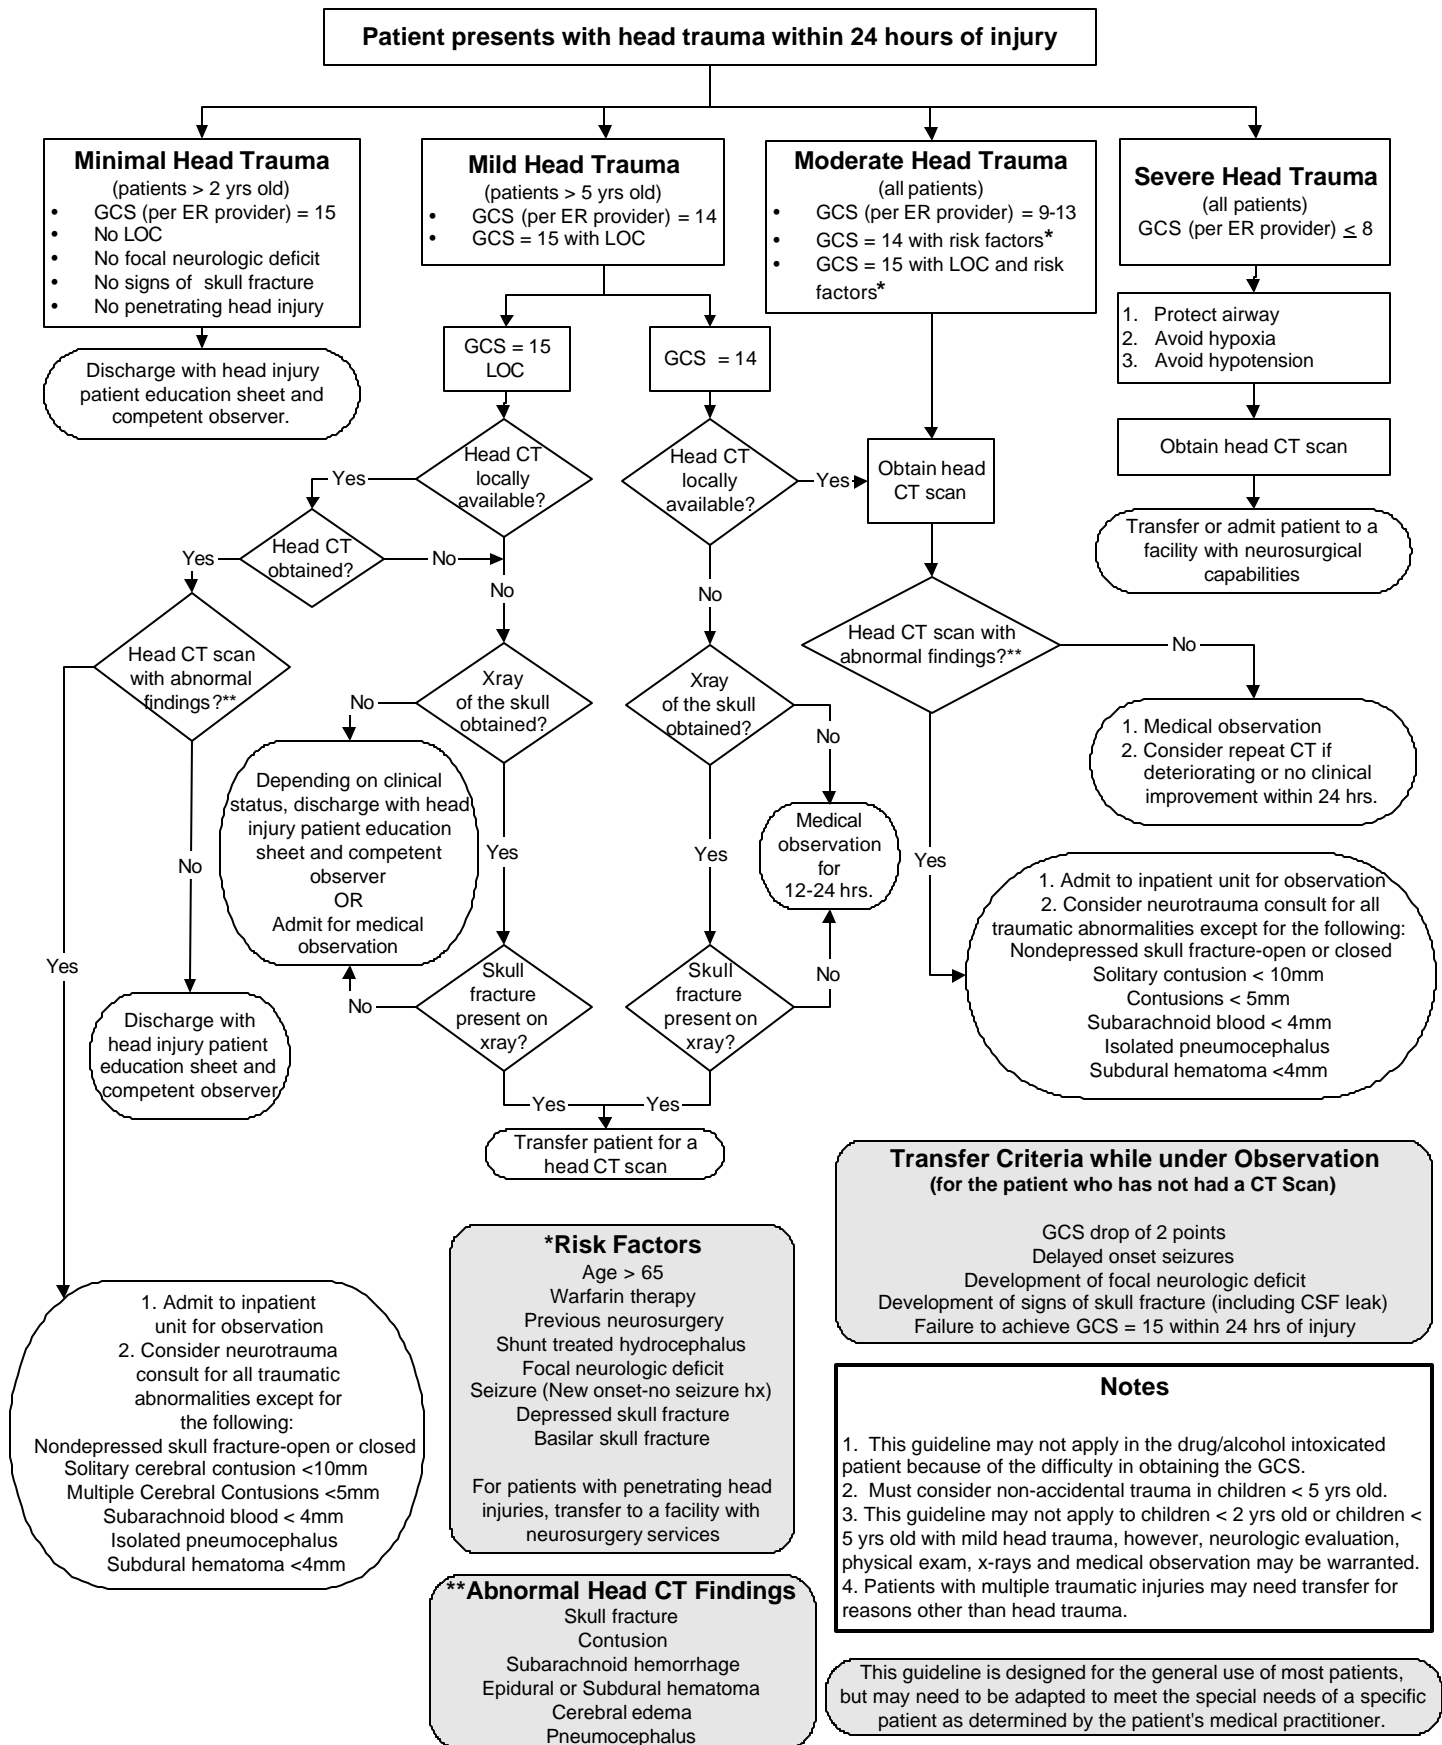 Patient presents with head trauma within 24 hours of injury
Minimal Head Trauma
(patients > 2 yrs old)
• GCS (per ER provider) = 15
• No LOC
• No focal neurologic deficit
• No signs of skull fracture
• No penetrating head injury
Mild Head Trauma
(patients > 5 yrs old)
• GCS (per ER provider) = 14
• GCS = 15 with LOC
Moderate Head Trauma
(all patients)
• GCS (per ER provider) = 9-13
• GCS = 14 with risk factors*
• GCS = 15 with LOC and risk
factors*
Severe Head Trauma
(all patients)
GCS (per ER provider) ≤ 8
Discharge with head injury
patient education sheet and
competent observer.
GCS = 15
LOC
GCS = 14
1. Protect airway
2. Avoid hypoxia
3. Avoid hypotension
Head CT
locally
available?
Yes
Head CT
locally
available?
Yes
Obtain head
CT scan
Obtain head CT scan
Transfer or admit patient to a
facility with neurosurgical
capabilities
Head CT
obtained?
Yes
No
No
No
Head CT scan
with abnormal
findings?**
Xray
of the skull
obtained?
No
Xray
of the skull
obtained?
No
Head CT scan with
abnormal findings?**
No
1. Medical observation
2. Consider repeat CT if
deteriorating or no clinical
improvement within 24 hrs.
Depending on clinical
status, discharge with head
injury patient education
sheet and competent
observer
OR
Admit for medical
observation
Yes
Yes
Medical
observation
for
12-24 hrs.
Yes
No
1. Admit to inpatient unit for observation
2. Consider neurotrauma consult for all
traumatic abnormalities except for the following:
Nondepressed skull fracture-open or closed
Solitary contusion < 10mm
Contusions < 5mm
Subarachnoid blood < 4mm
Isolated pneumocephalus
Subdural hematoma <4mm
Yes
Discharge with
head injury patient
education sheet and
competent observer
No
Skull
fracture
present on
xray?
Skull
fracture
present on
xray?
No
Yes
Yes
Transfer patient for a
head CT scan
Transfer Criteria while under Observation
(for the patient who has not had a CT Scan)
GCS drop of 2 points
Delayed onset seizures
Development of focal neurologic deficit
Development of signs of skull fracture (including CSF leak)
Failure to achieve GCS = 15 within 24 hrs of injury
*Risk Factors
Age > 65
Warfarin therapy
Previous neurosurgery
Shunt treated hydrocephalus
Focal neurologic deficit
Seizure (New onset-no seizure hx)
Depressed skull fracture
Basilar skull fracture
For patients with penetrating head
injuries, transfer to a facility with
neurosurgery services
1. Admit to inpatient
unit for observation
2. Consider neurotrauma
consult for all traumatic
abnormalities except for
the following:
Nondepressed skull fracture-open or closed
Solitary cerebral contusion <10mm
Multiple Cerebral Contusions <5mm
Subarachnoid blood < 4mm
Isolated pneumocephalus
Subdural hematoma <4mm
Notes
1. This guideline may not apply in the drug/alcohol intoxicated
patient because of the difficulty in obtaining the GCS.
2. Must consider non-accidental trauma in children < 5 yrs old.
3. This guideline may not apply to children < 2 yrs old or children <
5 yrs old with mild head trauma, however, neurologic evaluation,
physical exam, x-rays and medical observation may be warranted.
4. Patients with multiple traumatic injuries may need transfer for
reasons other than head trauma.
**Abnormal Head CT Findings
Skull fracture
Contusion
Subarachnoid hemorrhage
Epidural or Subdural hematoma
Cerebral edema
Pneumocephalus
This guideline is designed for the general use of most patients,
but may need to be adapted to meet the special needs of a specific
patient as determined by the patient's medical practitioner.